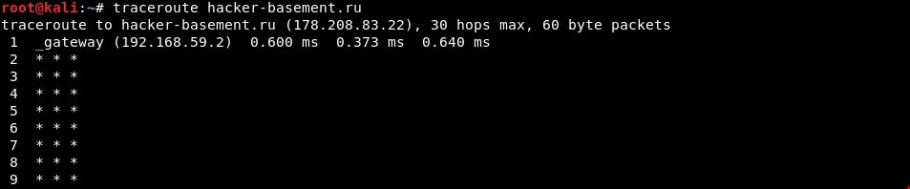 root@kali:~# traceroute hacker-basement.ru
traceroute to hacker-basement.ru (178.208.83.22), 30 hops max, 60 byte packets
1 _gateway (192.168.59.2) 0.600 ms 0.373 ms 0.640 ms
2 * * *
3 * * *
4 * * *
5 * * *
6 * * *
7 * * *
8 * * *
9 * * *